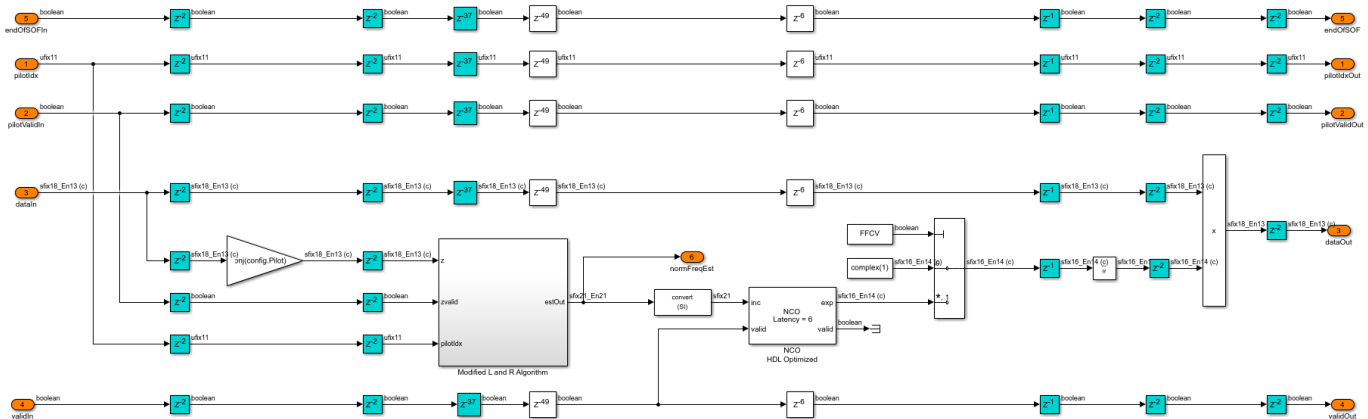 5 boolean z-2 boolean z-2 boolean z-37 boolean z-49 boolean z-6 boolean z-1 boolean z-2 boolean z-2 5
endOfSOFIn endOfSOF
1 ufix11 z-2 ufix11 z-2 ufix11 z-37 ufix11 z-49 ufix11 z-6 ufix11 z-1 ufix11 z-2 ufix11 z-2 1
pilotIdx pilotIdxOut
2 boolean z-2 boolean z-2 boolean z-37 boolean z-49 boolean z-6 boolean z-1 boolean z-2 boolean z-2 2
pilotValidIn pilotValidOut
3 sfix18_En13 (c) z-2 sfix18_En13 (c) z-2 sfix18_En13 (c) z-37 sfix18_En13 (c) z-49 sfix18_En13 (c) z-6 sfix18_En13 (c) z-1 sfix18_En13 (c) z-2 sfix18_En13 (c)
dataIn
FFCV boolean
x sfix18_En13 z-2 sfix18_En13 (c) 3
dataOut
z-2 sfix18_En13 (c) onj(config.Pilot) sfix18_En13 (c) z-2 sfix18_En13 (c) z
6
normFreqEst
complex(1) sfix16_En14 (c) sfix16_En14 (c) z-1 sfix16_En14 (c) z-2 sfix16_En14 (c)
z-2 boolean z-2 boolean zvalid
estOut sfix21_En21
convert
(SI)
sfix21 inc
NCO
Latency = 6
exp sfix16_En14 (c) *, 1
valid valid boolean
NCO
HDL Optimized
z-2 ufix11 z-2 ufix11 pilotIdx
Modified L and R Algorithm
4 boolean z-2 boolean z-2 boolean z-37 boolean z-49 boolean z-6 boolean z-1 boolean z-2 boolean z-2 4
validIn validOut